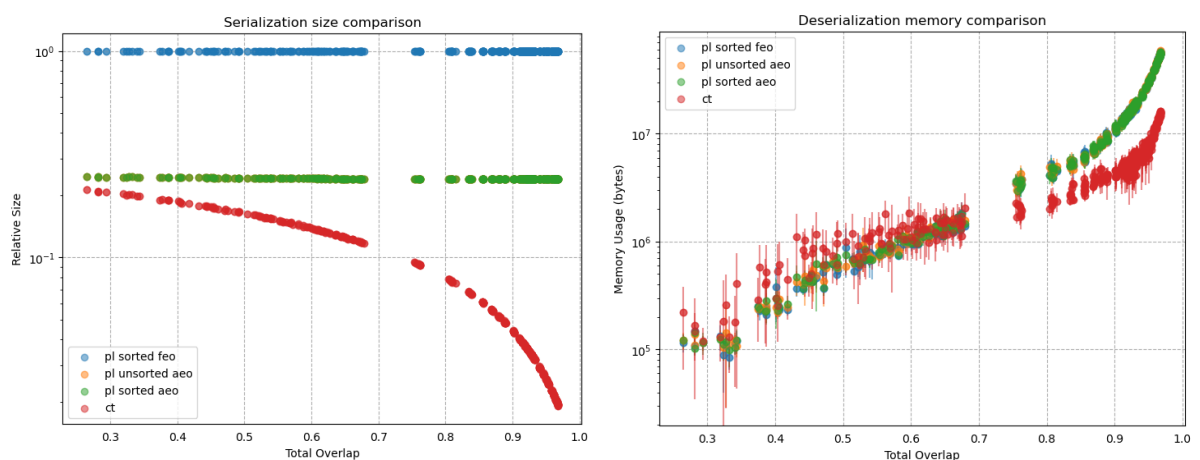 Serialization size comparison
10⁰
10⁻¹
Relative Size
pl sorted feo
pl unsorted aeo
pl sorted aeo
ct
0.3 0.4 0.5 0.6 0.7 0.8 0.9 1.0
Total Overlap
Deserialization memory comparison
pl sorted feo
pl unsorted aeo
pl sorted aeo
ct
10⁷
10⁶
10⁵
Memory Usage (bytes)
0.3 0.4 0.5 0.6 0.7 0.8 0.9 1.0
Total Overlap